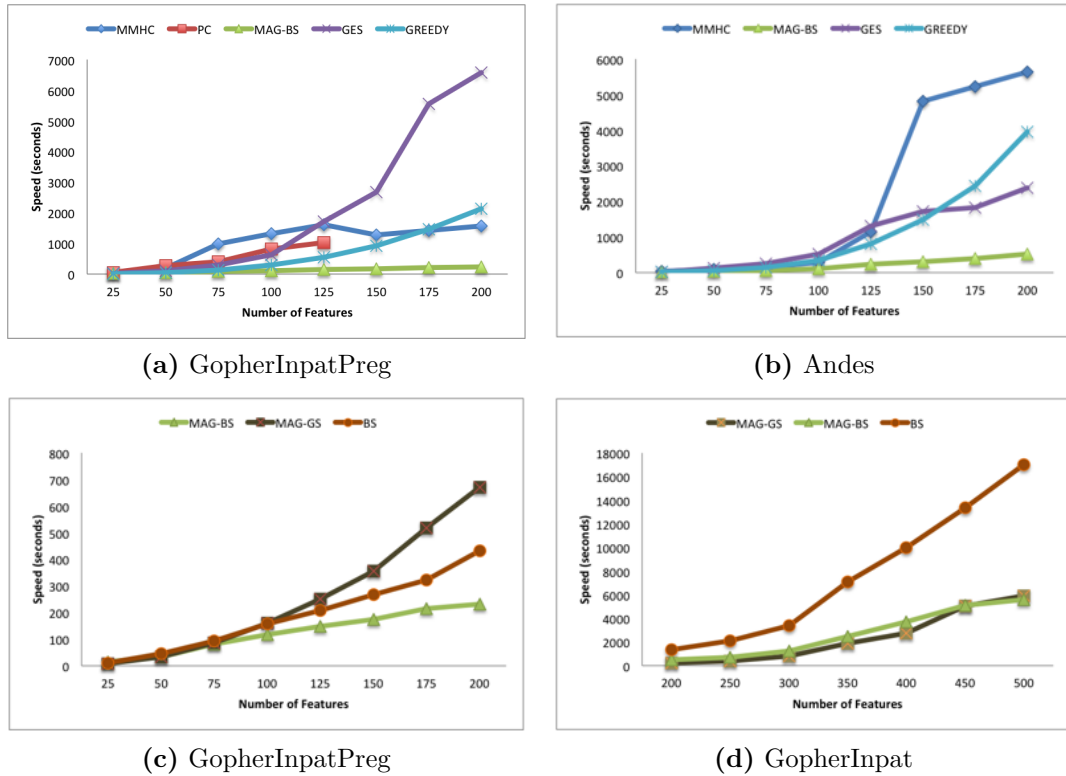 MMHC PC MAG-BS GES GREEDY
7000
6000
5000
4000
3000
2000
1000
0
Speed (seconds)
25 50 75 100 125 150 175 200
Number of Features
(a) GopherInpatPreg
MMHC MAG-BS GES GREEDY
6000
5000
4000
3000
2000
1000
0
Speed (seconds)
25 50 75 100 125 150 175 200
Number of Features
(b) Andes
MAG-BS MAG-GS BS
800
700
600
500
400
300
200
100
0
Speed (seconds)
25 50 75 100 125 150 175 200
Number of Features
(c) GopherInpatPreg
MAG-GS MAG-BS BS
18000
16000
14000
12000
10000
8000
6000
4000
2000
0
Speed (seconds)
200 250 300 350 400 450 500
Number of Features
(d) GopherInpat